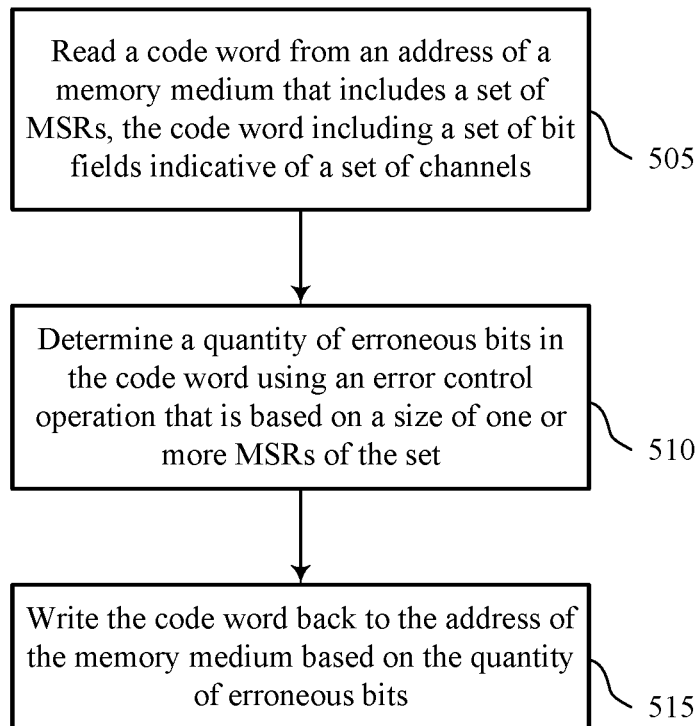 Read a code word from an address of a
memory medium that includes a set of
MSRs, the code word including a set of bit
fields indicative of a set of channels
505
Determine a quantity of erroneous bits in
the code word using an error control
operation that is based on a size of one or
more MSRs of the set
510
Write the code word back to the address of
the memory medium based on the quantity
of erroneous bits
515